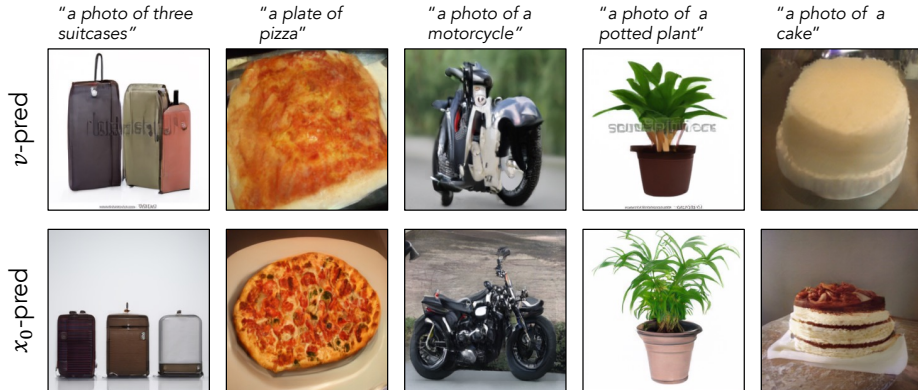 "a photo of three
suitcases"
"a plate of
pizza"
"a photo of a
motorcycle"
"a photo of a
potted plant"
"a photo of a
cake"
v-pred
x₀-pred